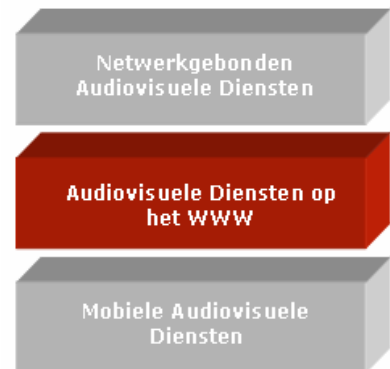 Netwerkgebonden
Audiovisuele Diensten
Audiovisuele Diensten op
het WWW
Mobiele Audiovisuele
Diensten